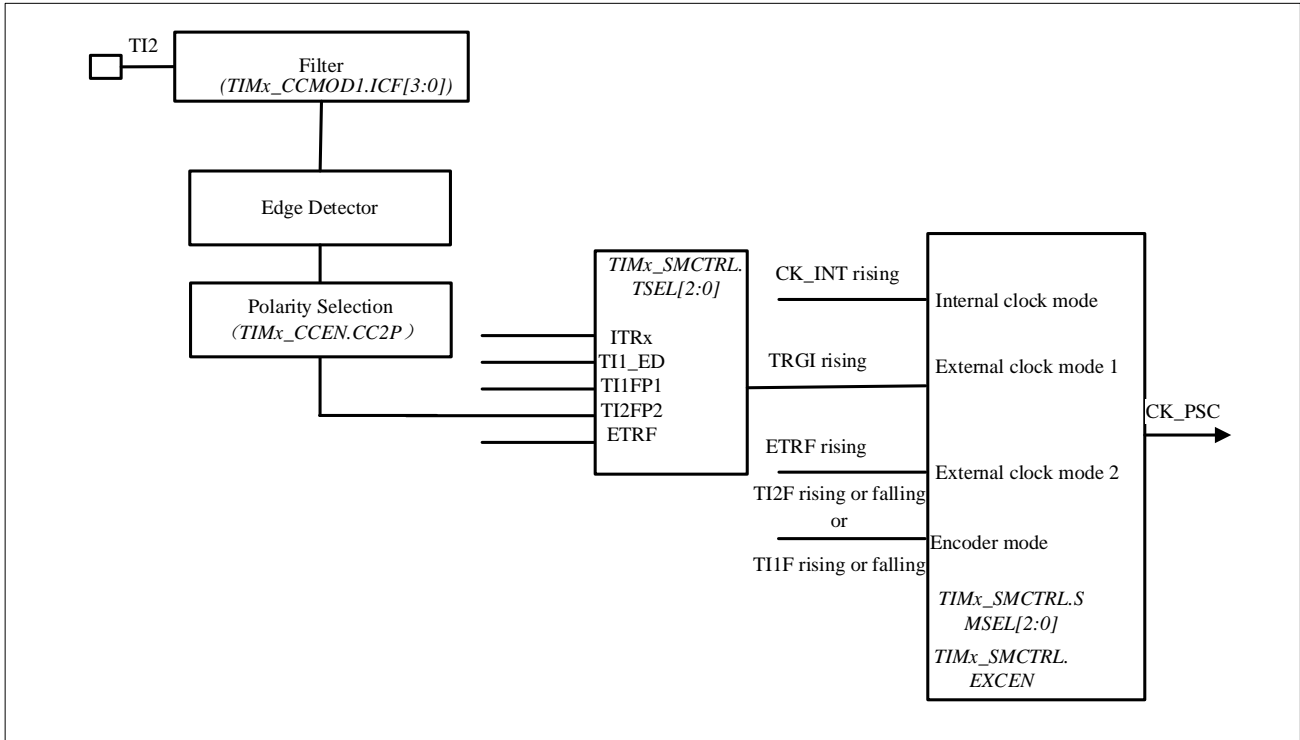 TI2
Filter
(TIMx_CCMOD1.ICF[3:0])
Edge Detector
Polarity Selection
(TIMx_CCEN.CC2P）
TIMx_SMCTRL.
TSEL[2:0]
ITRx
TI1_ED
TI1FP1
TI2FP2
ETRF
CK_INT rising
TRGI rising
ETRF rising
TI2F rising or falling
or
TI1F rising or falling
Internal clock mode
External clock mode 1
External clock mode 2
Encoder mode
TIMx_SMCTRL.S
MSEL[2:0]
TIMx_SMCTRL.
EXCEN
CK_PSC